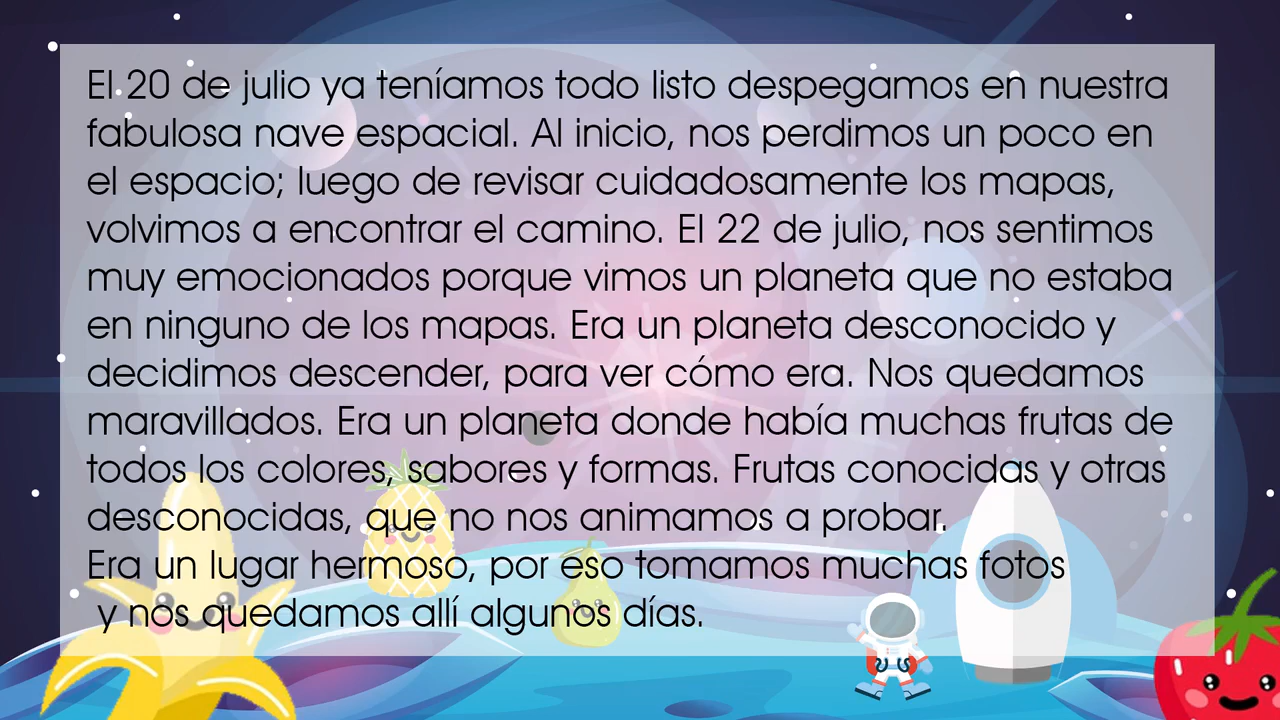 El 20 de julio ya teníamos todo listo despegamos en nuestra
fabulosa nave espacial. Al inicio, nos perdimos un poco en
el espacio; luego de revisar cuidadosamente los mapas,
volvimos a encontrar el camino. El 22 de julio, nos sentimos
muy emocionados porque vimos un planeta que no estaba
en ninguno de los mapas. Era un planeta desconocido y
decidimos descender, para ver cómo era. Nos quedamos
maravillados. Era un planeta donde había muchas frutas de
todos los colores, sabores y formas. Frutas conocidas y otras
desconocidas, que no nos animamos a probar.
Era un lugar hermoso, por eso tomamos muchas fotos
y nos quedamos allí algunos días.